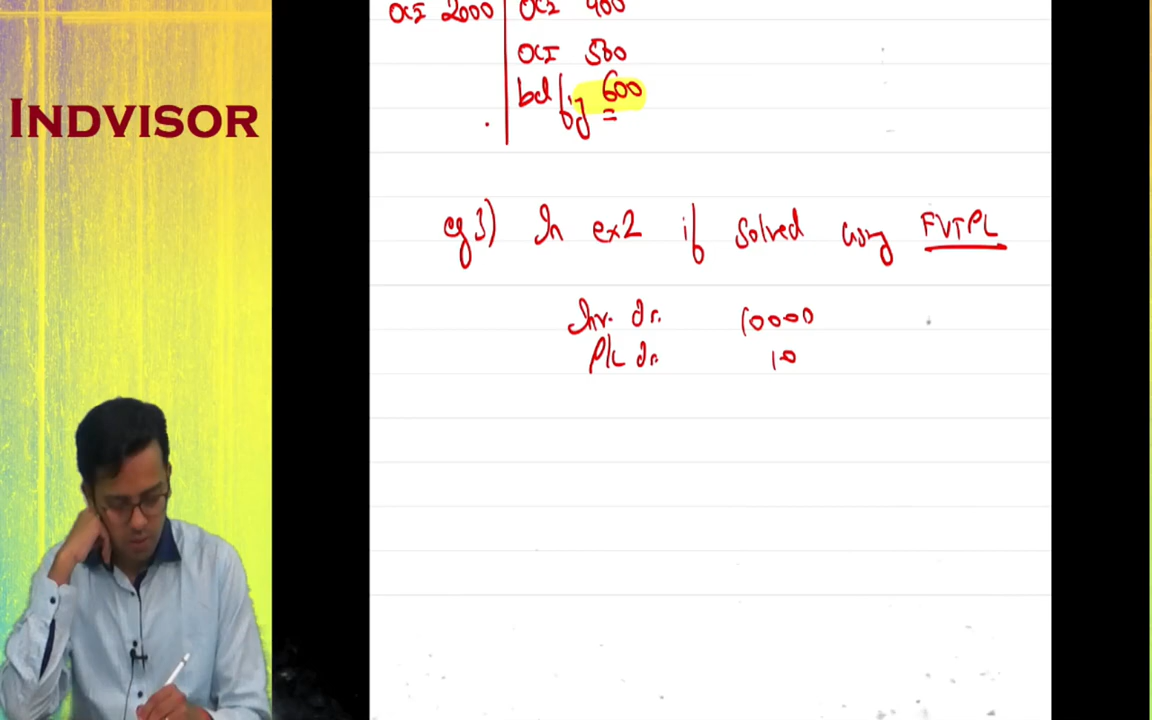 OCI 2000 OCI 400
OCI 500
INDVISOR
bal fig 600
eg 3) In ex2 if solved using FVTPL
Inv. dr. 10000
P/L dr. 10